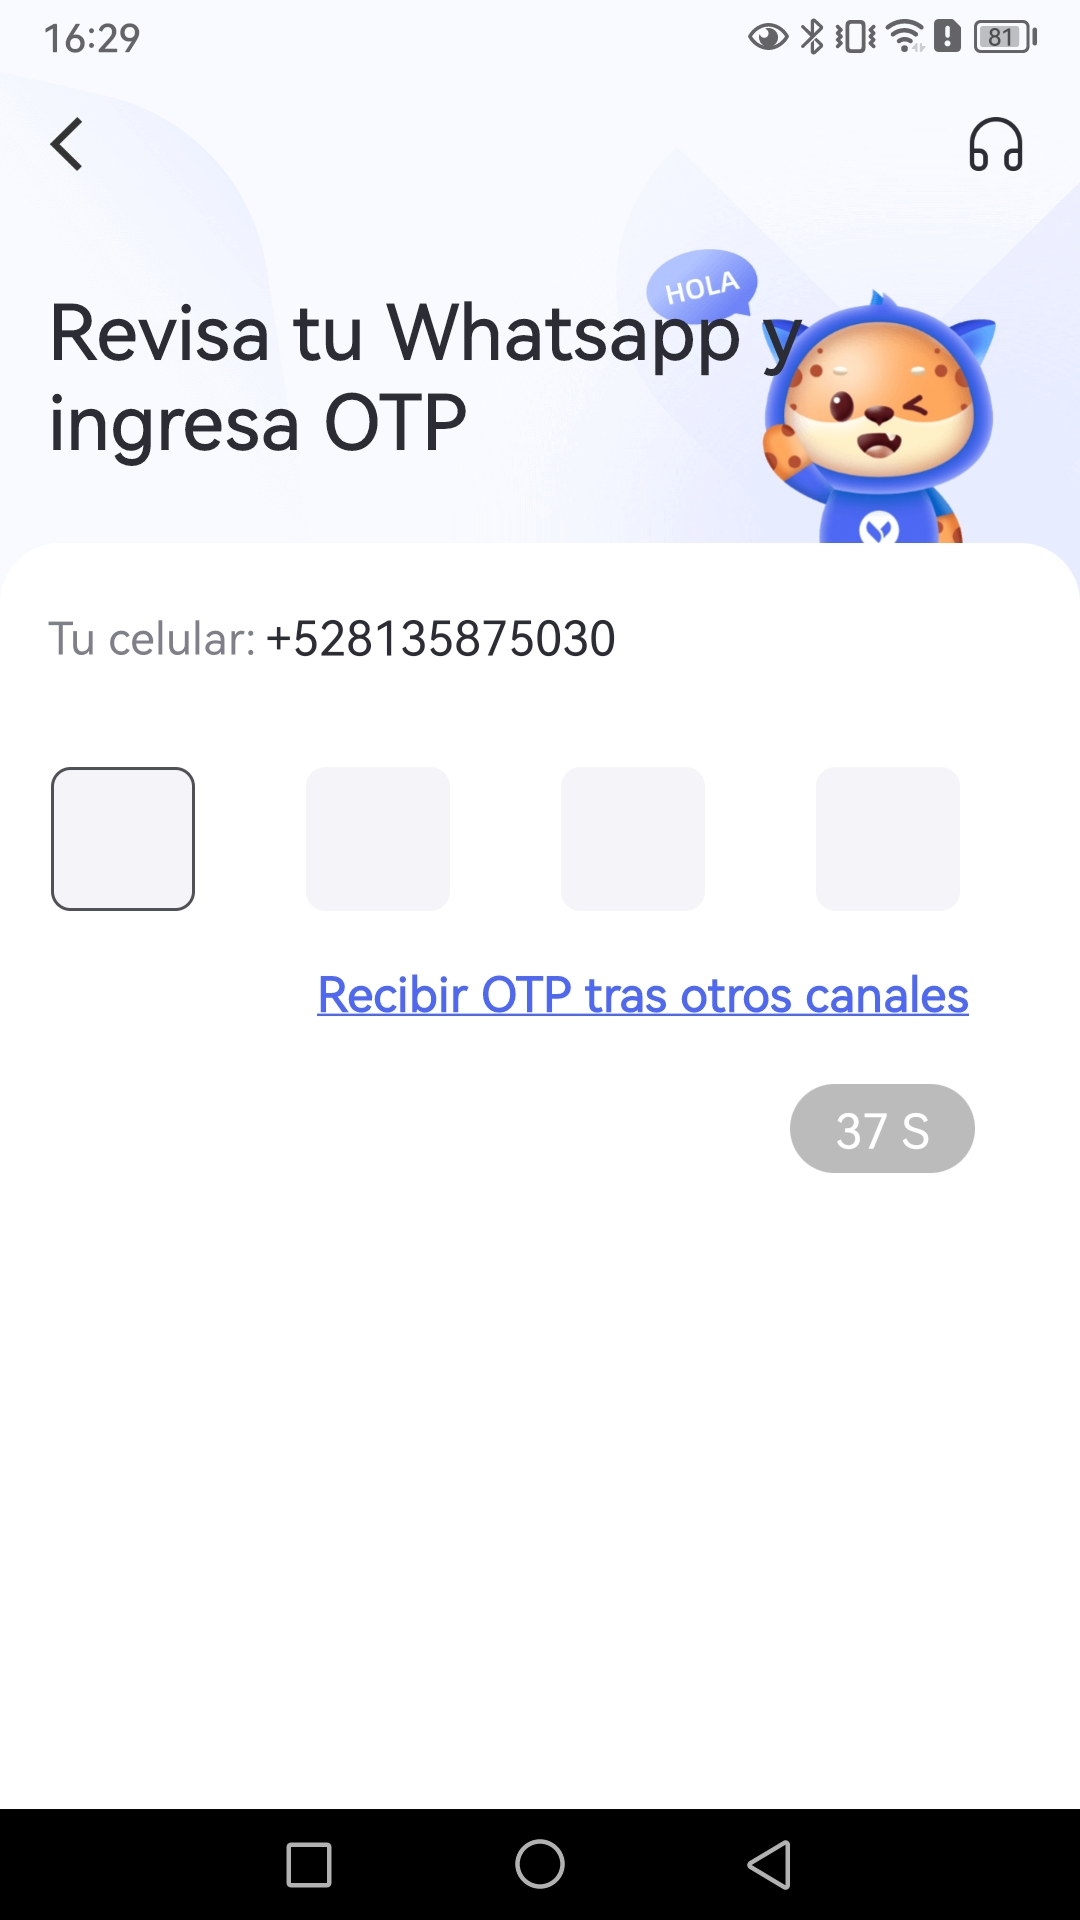 16:29
81
HOLA
Revisa tu Whatsapp y
ingresa OTP
Tu celular: +528135875030
Recibir OTP tras otros canales
37 S